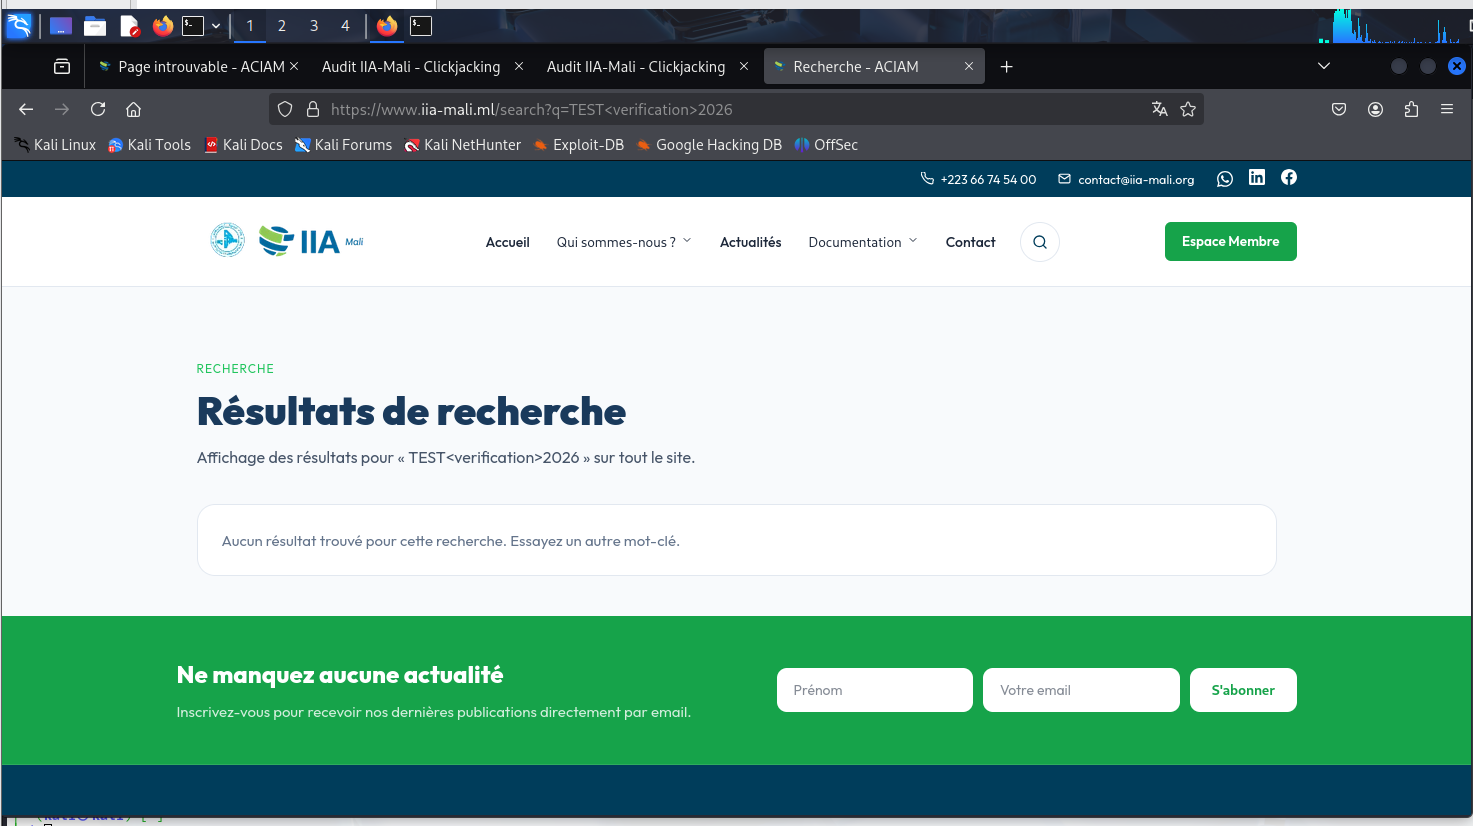 1 2 3 4
Page introuvable - ACIAM
Audit IIA-Mali - Clickjacking
Audit IIA-Mali - Clickjacking
Recherche - ACIAM
https://www.iia-mali.ml/search?q=TEST<verification>2026
Kali Linux Kali Tools Kali Docs Kali Forums Kali NetHunter Exploit-DB Google Hacking DB OffSec
+223 66 74 54 00 contact@iia-mali.org
IIA Mali
Accueil Qui sommes-nous ? Actualités Documentation Contact Espace Membre
RECHERCHE
Résultats de recherche
Affichage des résultats pour « TEST<verification>2026 » sur tout le site.
Aucun résultat trouvé pour cette recherche. Essayez un autre mot-clé.
Ne manquez aucune actualité
Inscrivez-vous pour recevoir nos dernières publications directement par email.
Prénom Votre email S'abonner